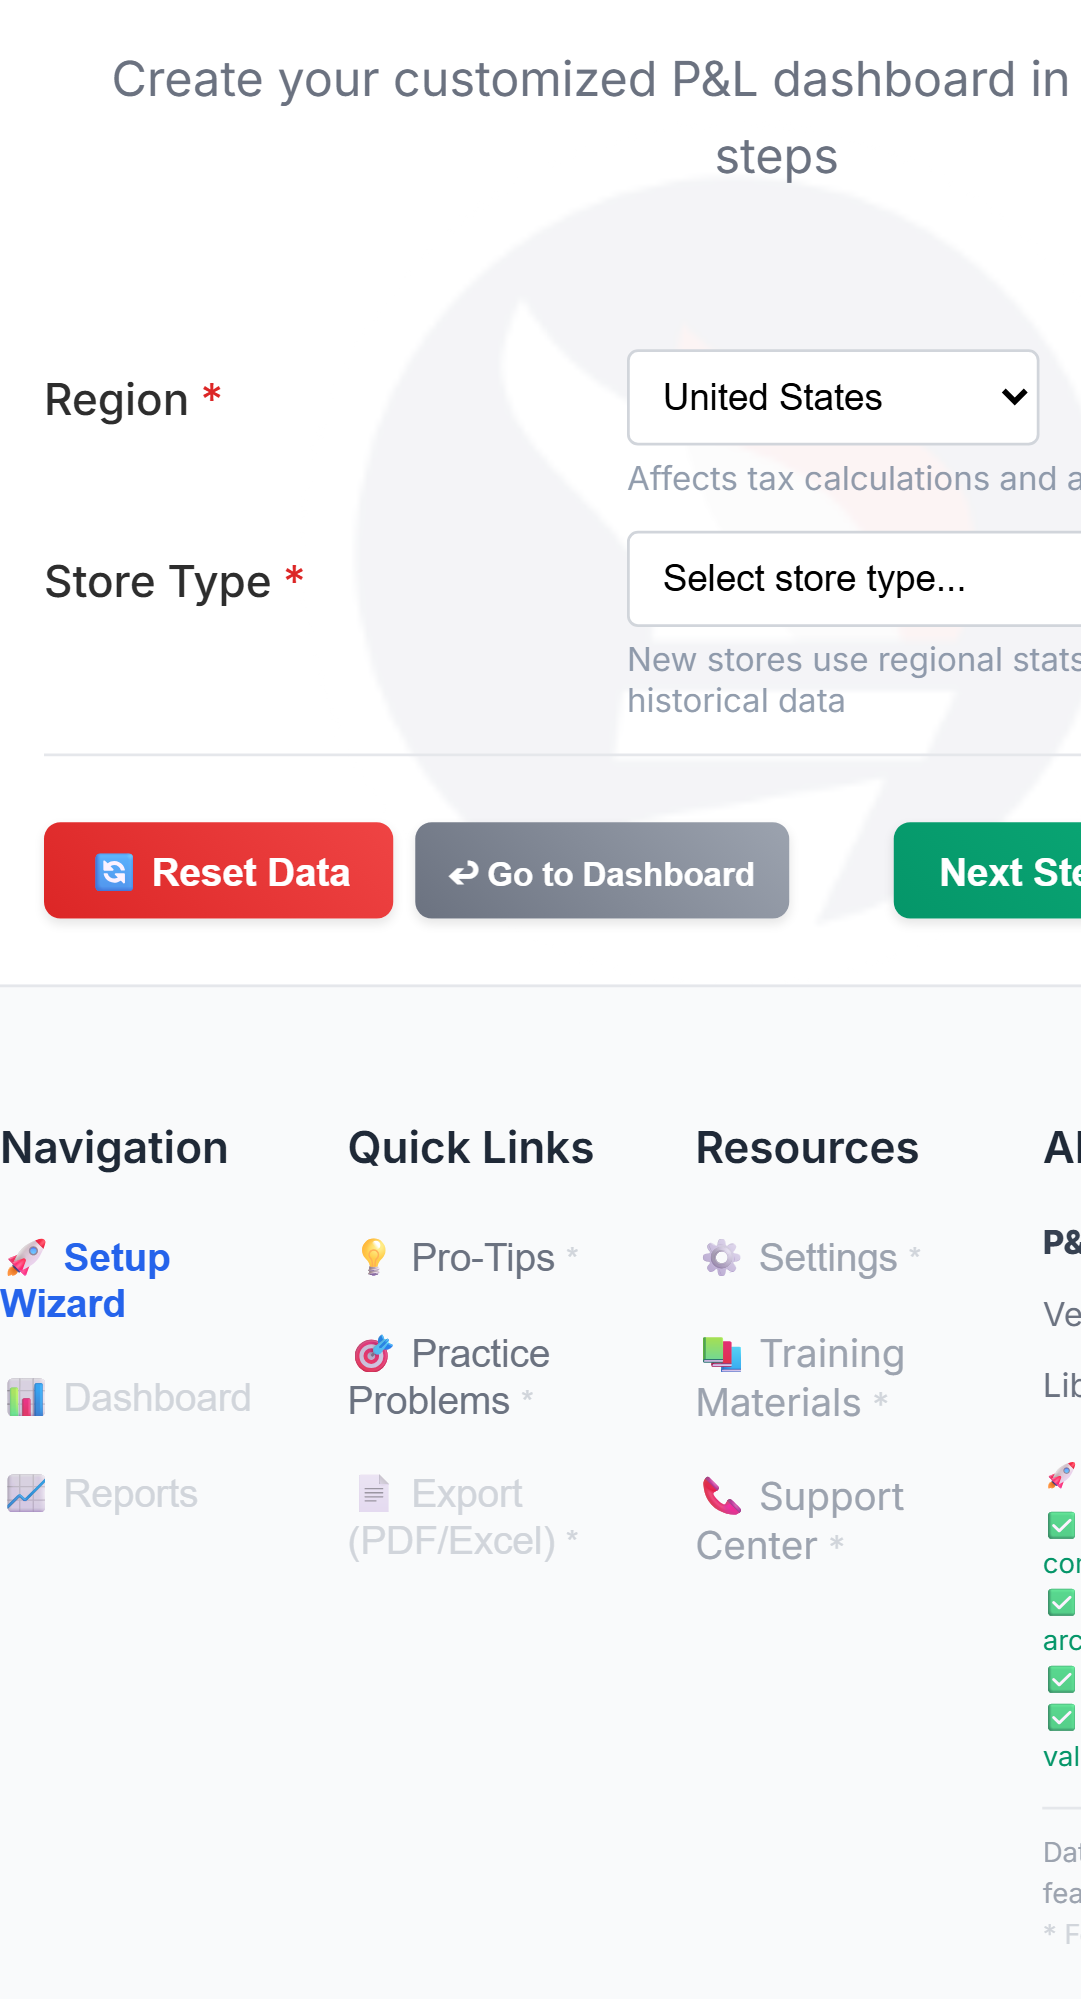 Create your customized P&L dashboard in
steps
Region *
United States
Affects tax calculations and a
Store Type *
Select store type...
New stores use regional stats
historical data
Reset Data
Go to Dashboard
Next Ste
Navigation
Setup
Wizard
Dashboard
Reports
Quick Links
Pro-Tips *
Practice
Problems *
Export
(PDF/Excel) *
Resources
Settings *
Training
Materials *
Support
Center *
P&
Ve
Lib
cor
arc
val
Dat
fea
* F